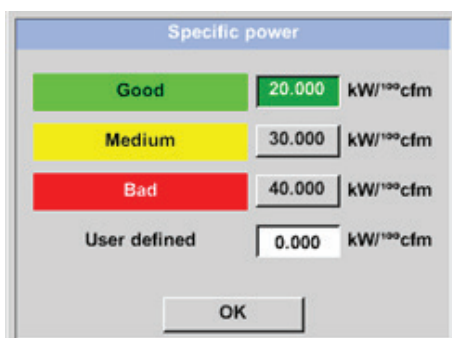 Specific power
Good 20.000 kW/¹⁰⁰cfm
Medium 30.000 kW/¹⁰⁰cfm
Bad 40.000 kW/¹⁰⁰cfm
User defined 0.000 kW/¹⁰⁰cfm
OK